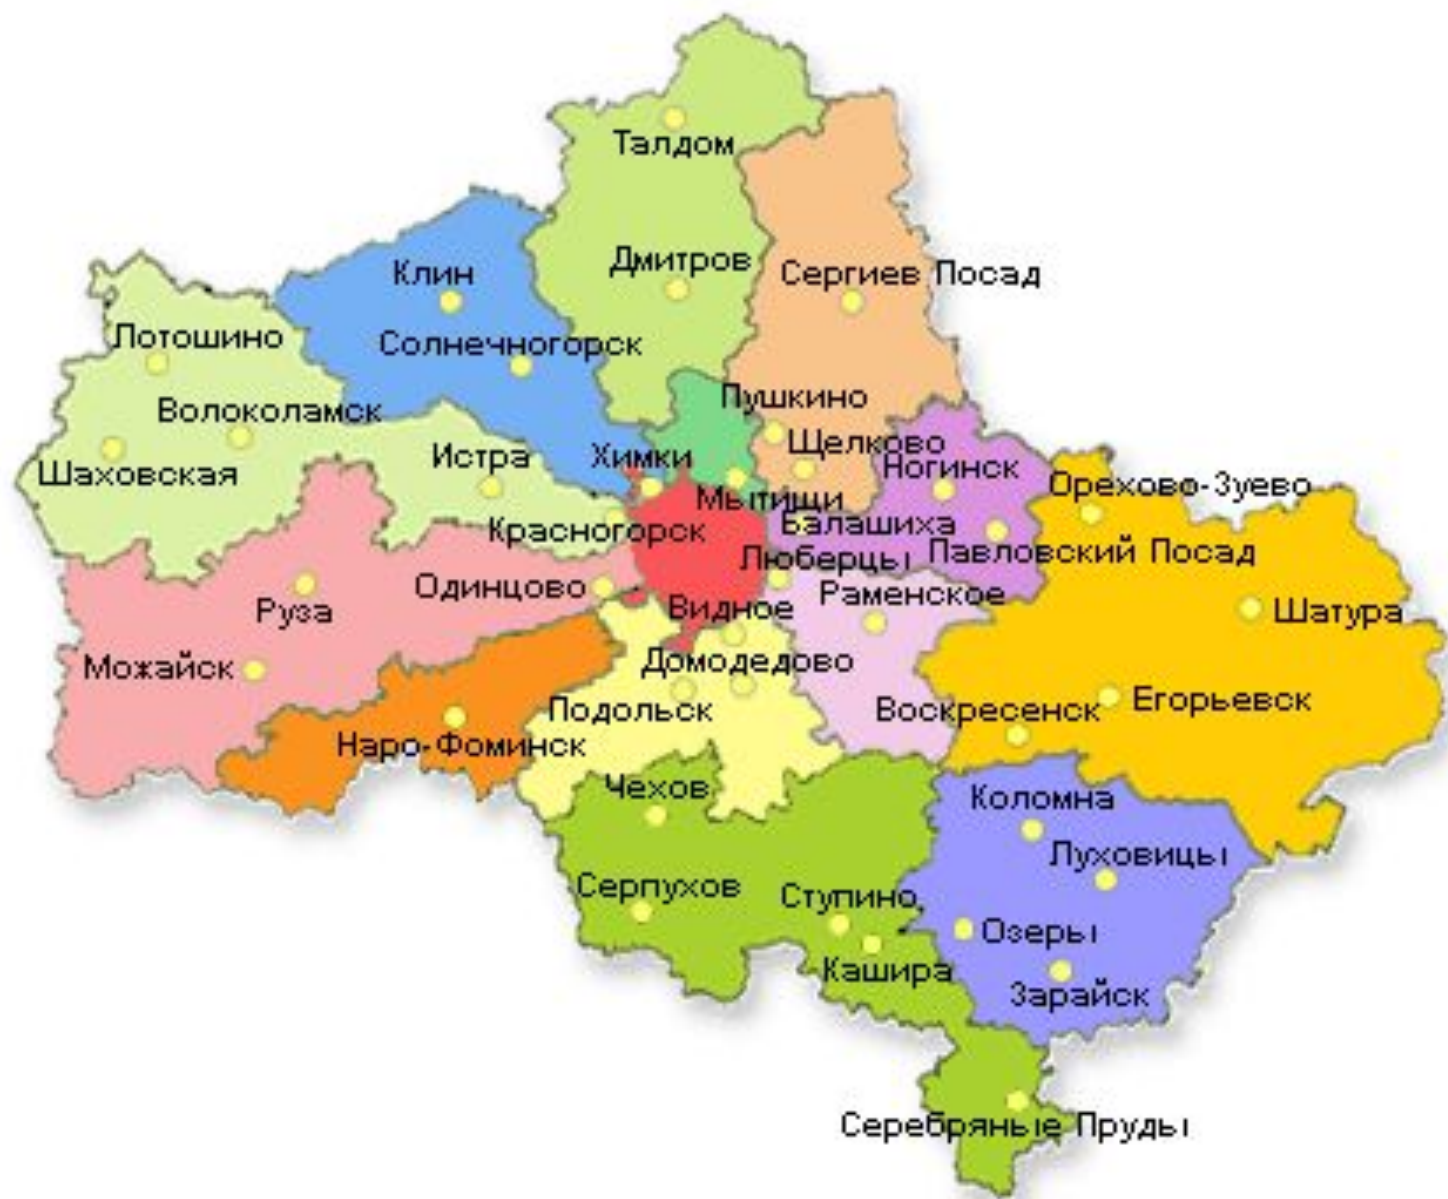 Талдом
Дмитров
Клин
Сергиев Посад
Лотошино
Солнечногорск
Волоколамск
Пушкино
Щелково
Шаховская
Истра
Химки
Ногинск
Мытищи
Орехово-Зуево
Красногорск
Балашиха
Люберцы
Павловский Посад
Одинцово
Видное
Раменское
Руза
Шатура
Можайск
Домодедово
Подольск
Воскресенск
Егорьевск
Наро-Фоминск
Чехов
Коломна
Луховицы
Серпухов
Ступино
Озеры
Кашира
Зарайск
Серебряные Пруды